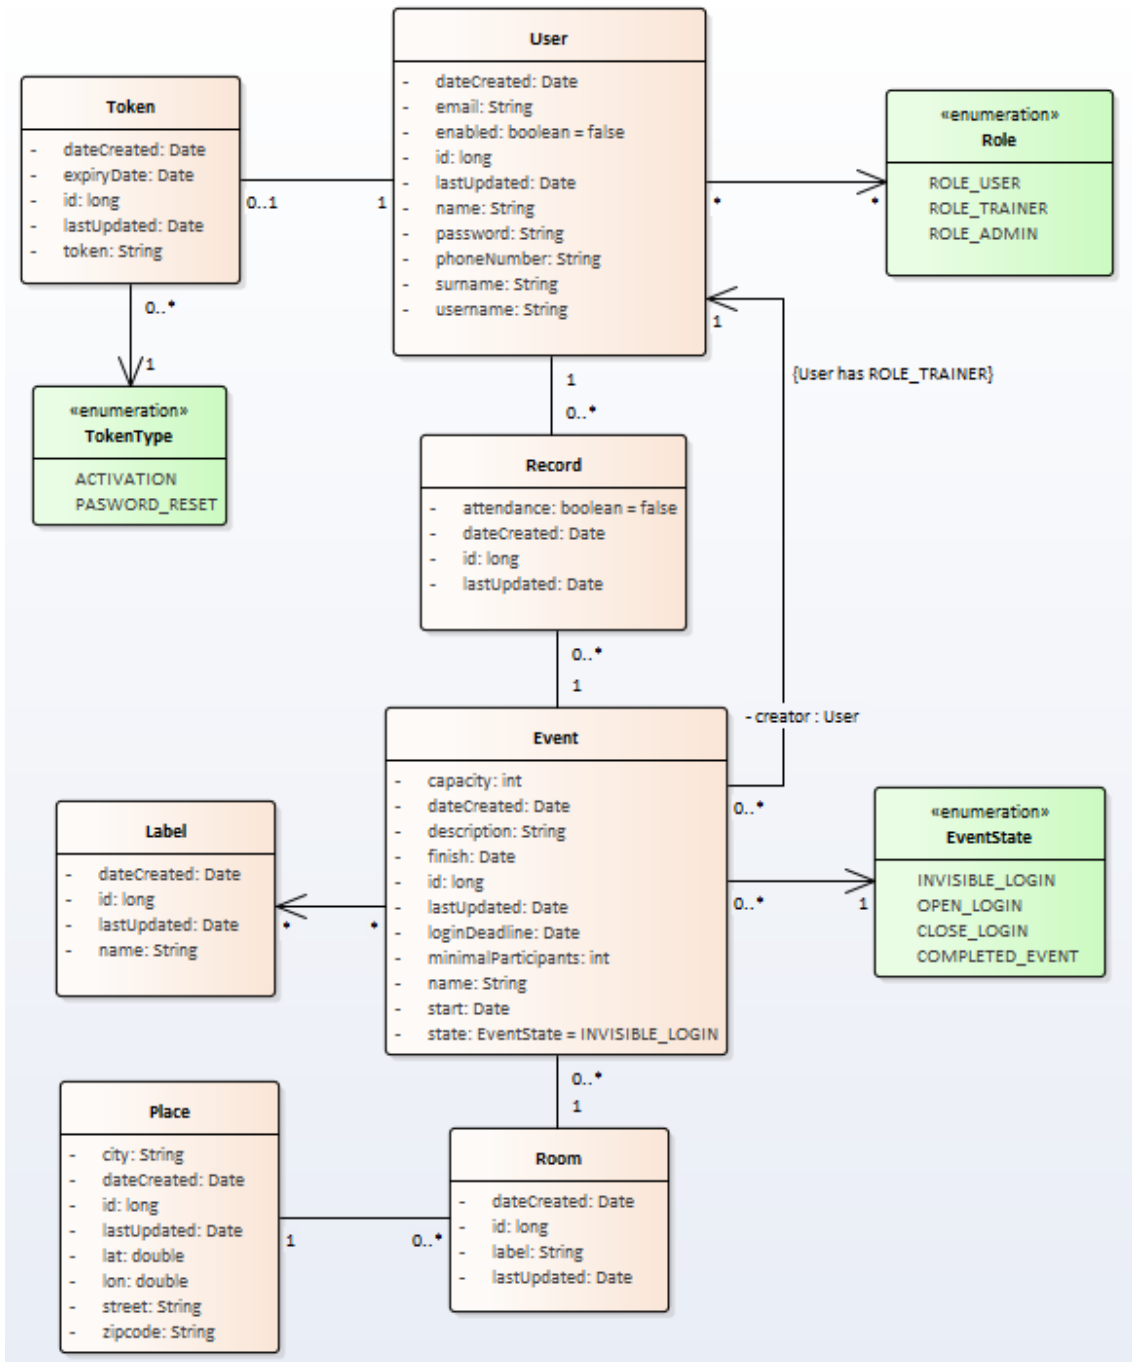 User
- dateCreated: Date
- email: String
- enabled: boolean = false
- id: long
- lastUpdated: Date
- name: String
- password: String
- phoneNumber: String
- surname: String
- username: String
Token
- dateCreated: Date
- expiryDate: Date
- id: long
- lastUpdated: Date
- token: String
0..1
1
«enumeration»
Role
ROLE_USER
ROLE_TRAINER
ROLE_ADMIN
*
*
0..*
1
«enumeration»
TokenType
ACTIVATION
PASWORD_RESET
1
{User has ROLE_TRAINER}
1
0..*
Record
- attendance: boolean = false
- dateCreated: Date
- id: long
- lastUpdated: Date
0..*
1
- creator : User
0..*
Event
- capacity: int
- dateCreated: Date
- description: String
- finish: Date
- id: long
- lastUpdated: Date
- loginDeadline: Date
- minimalParticipants: int
- name: String
- start: Date
- state: EventState = INVISIBLE_LOGIN
Label
- dateCreated: Date
- id: long
- lastUpdated: Date
- name: String
*
*
0..*
1
«enumeration»
EventState
INVISIBLE_LOGIN
OPEN_LOGIN
CLOSE_LOGIN
COMPLETED_EVENT
0..*
1
Place
- city: String
- dateCreated: Date
- id: long
- lastUpdated: Date
- lat: double
- lon: double
- street: String
- zipcode: String
1
0..*
Room
- dateCreated: Date
- id: long
- label: String
- lastUpdated: Date